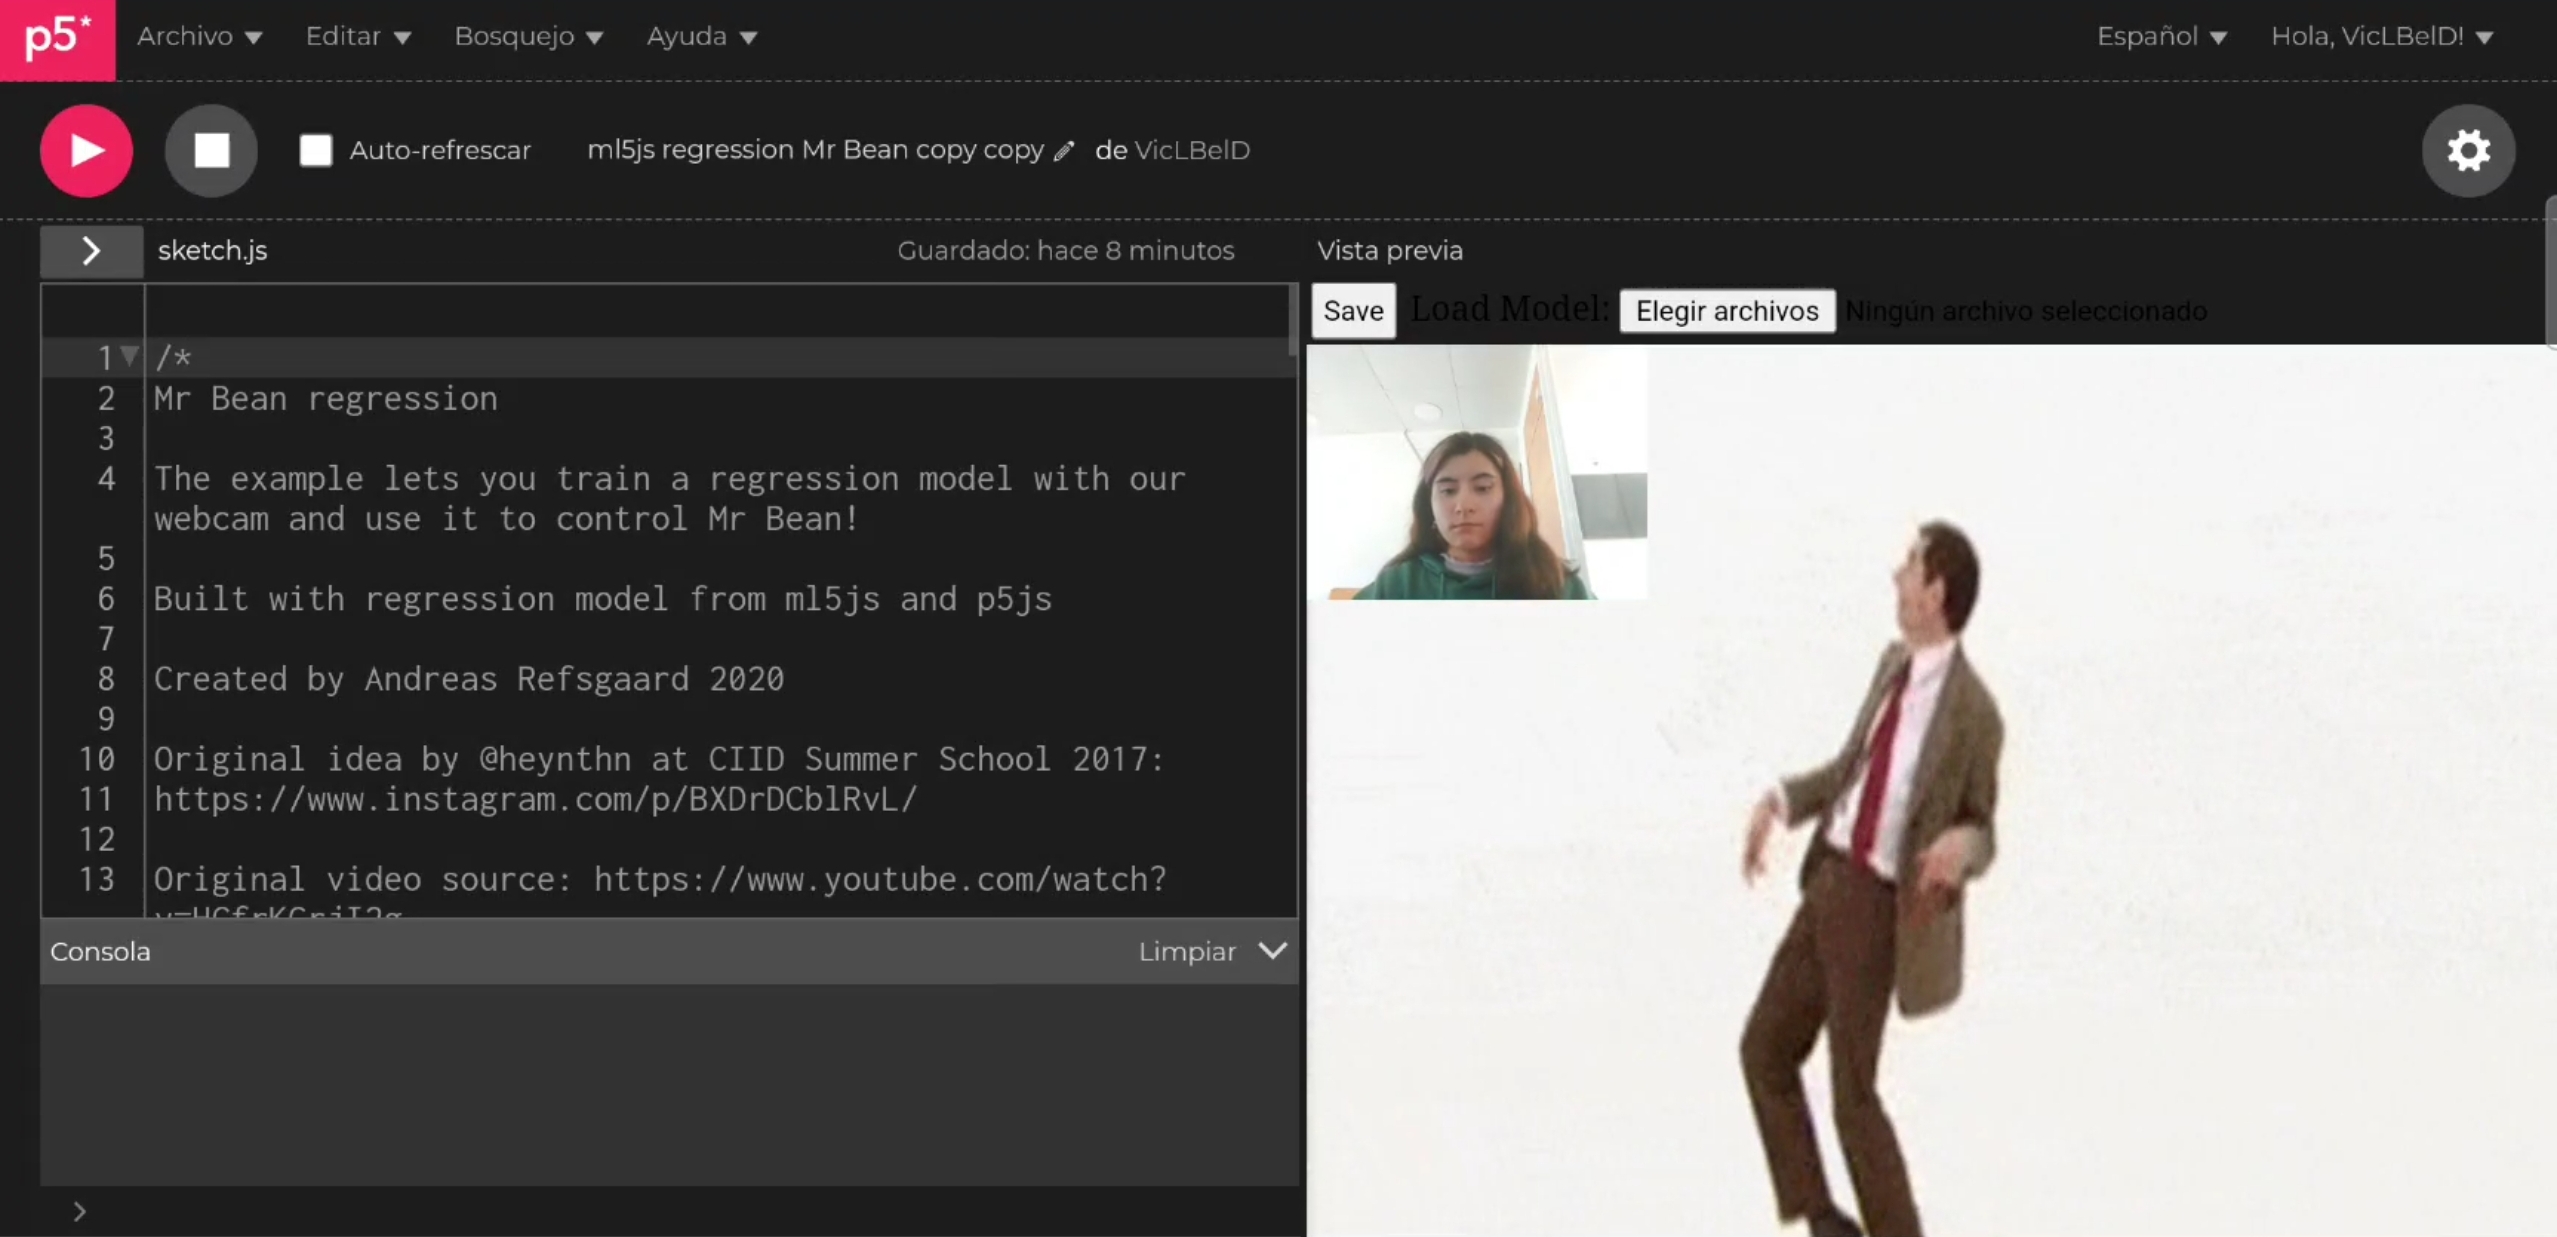 p5* Archivo Editar Bosquejo Ayuda Español Hola, VicLBelD!
Auto-refrescar ml5js regression Mr Bean copy copy de VicLBelD
sketch.js Guardado: hace 8 minutos Vista previa
Save Load Model: Elegir archivos Ningún archivo seleccionado
1 /*
2 Mr Bean regression
3
4 The example lets you train a regression model with our
webcam and use it to control Mr Bean!
5
6 Built with regression model from ml5js and p5js
7
8 Created by Andreas Refsgaard 2020
9
10 Original idea by @heynthn at CIID Summer School 2017:
11 https://www.instagram.com/p/BXDrDCblRvL/
12
13 Original video source: https://www.youtube.com/watch?
Consola Limpiar